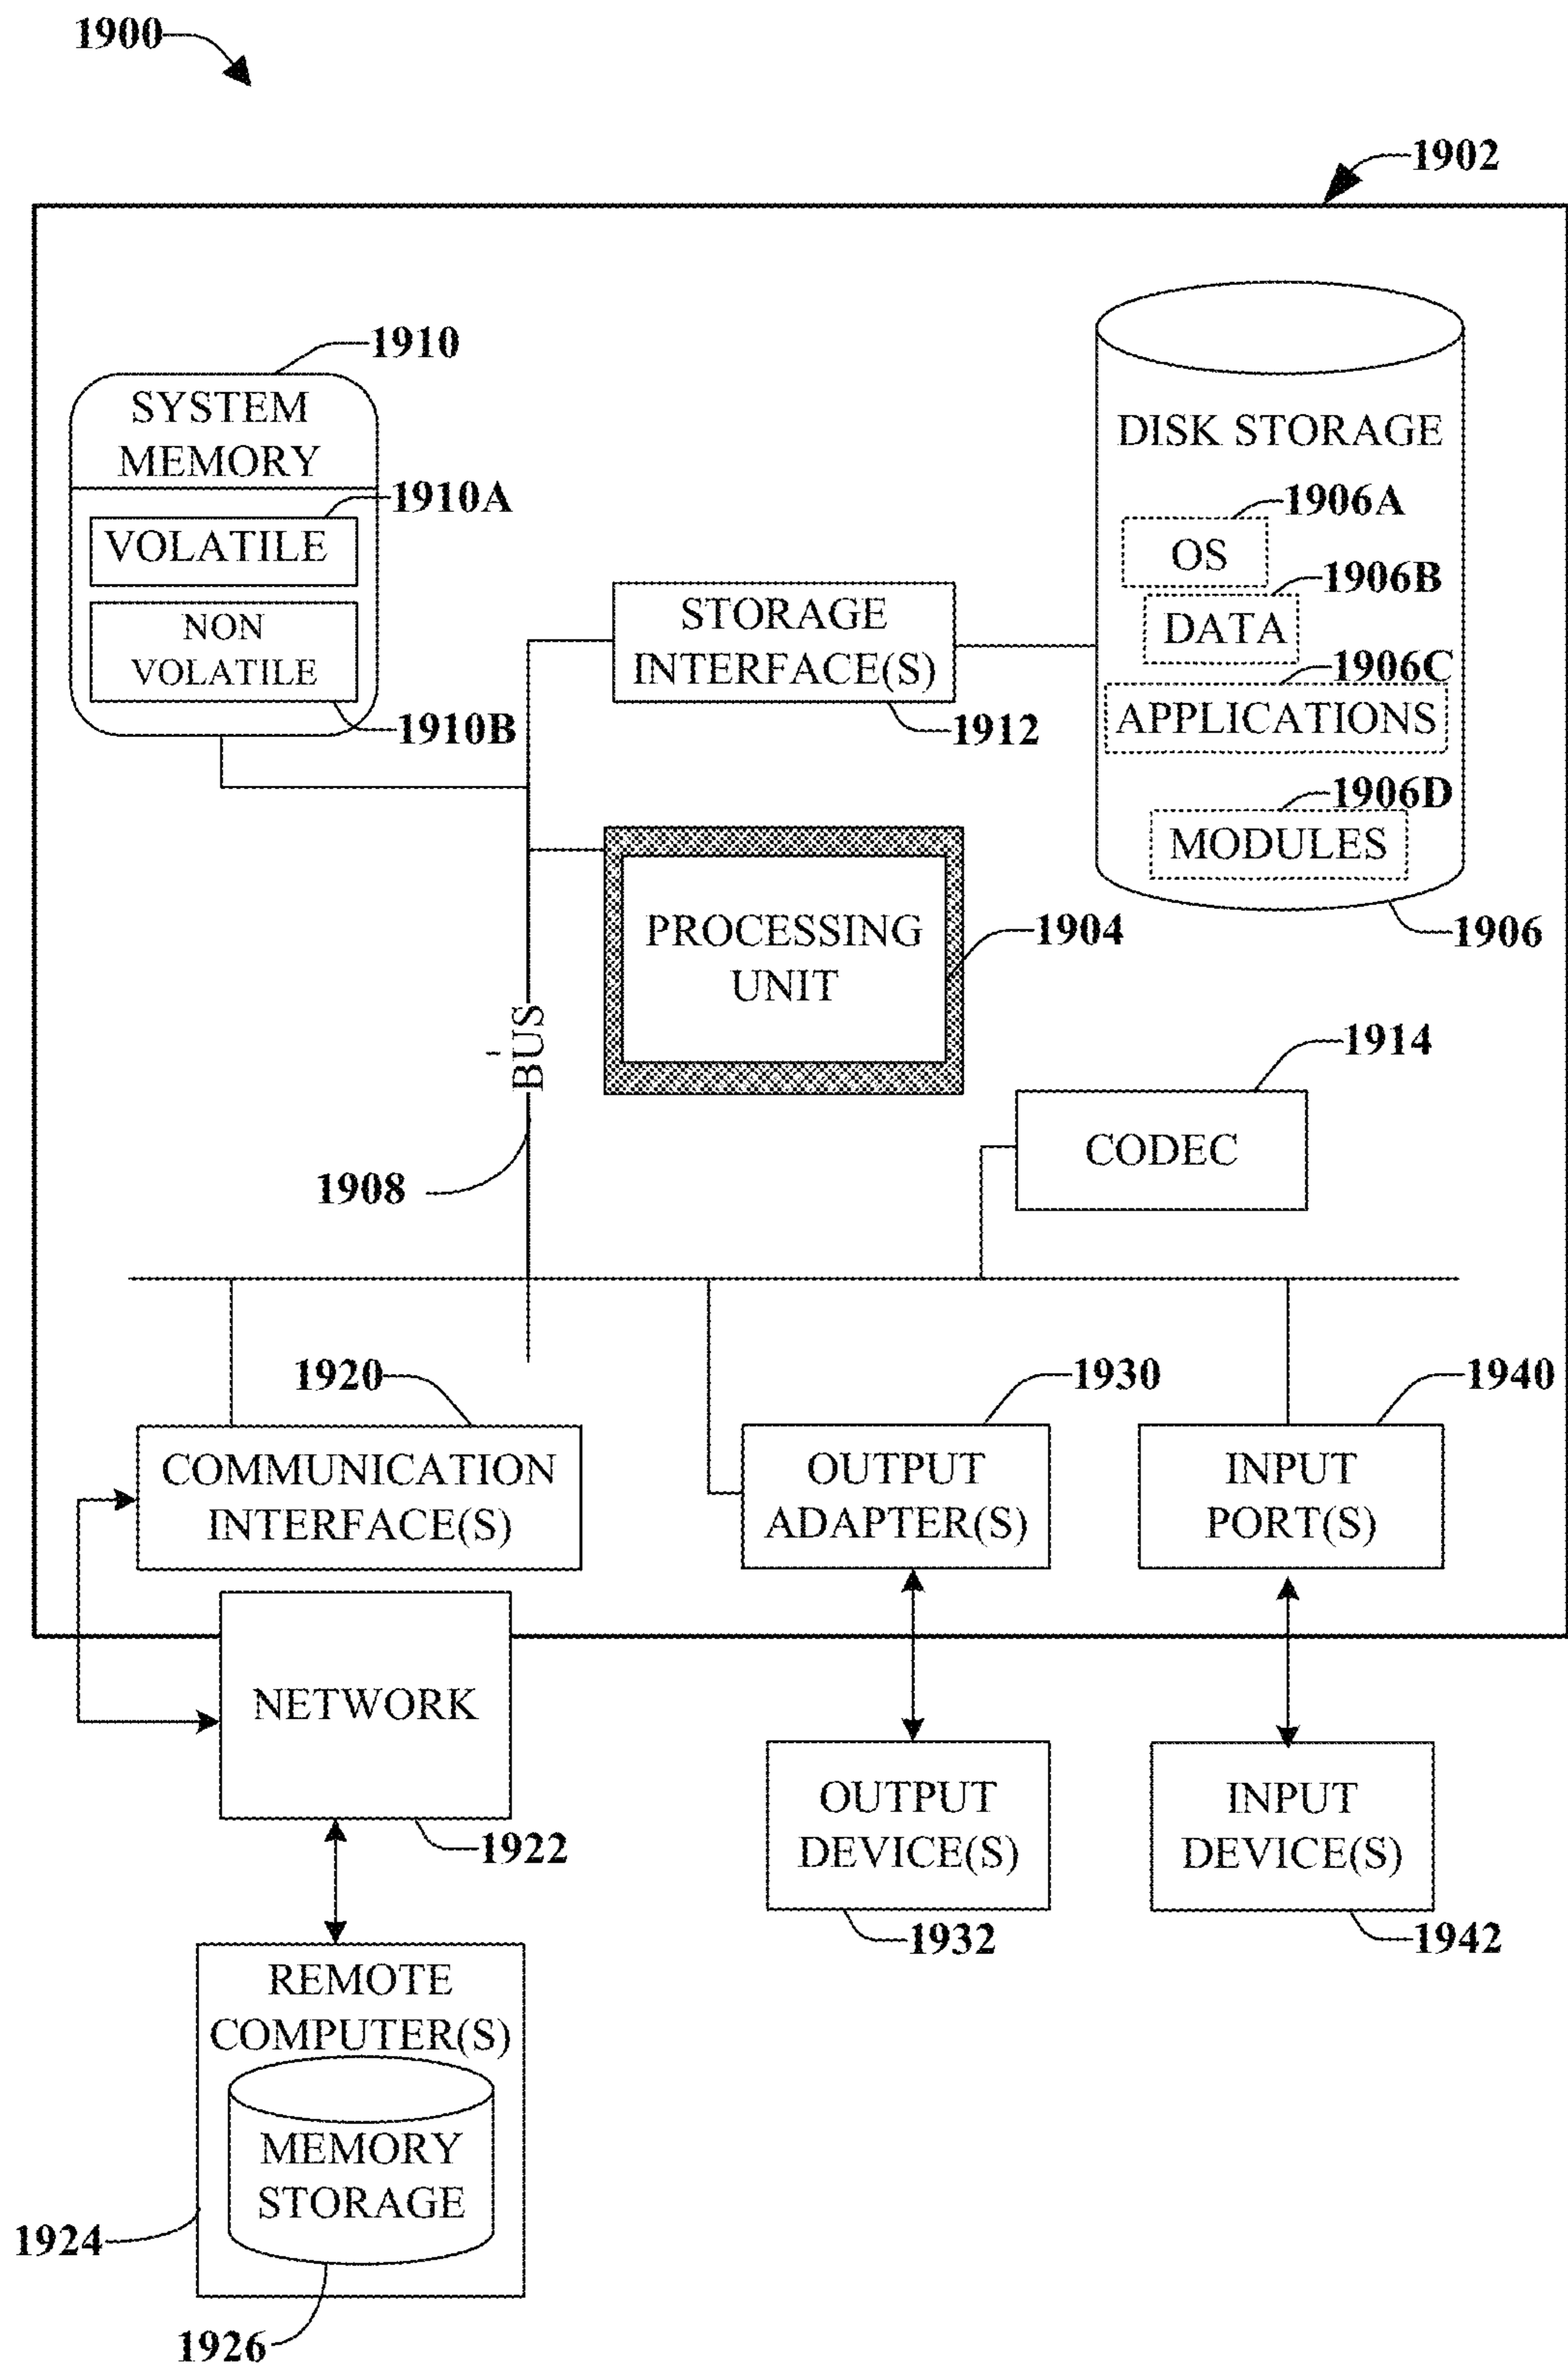 1900
1902
1910
SYSTEM
MEMORY
1910A
VOLATILE
NON
VOLATILE
1910B
STORAGE
INTERFACE(S)
1912
DISK STORAGE
1906A
OS
1906B
DATA
1906C
APPLICATIONS
1906D
MODULES
1906
PROCESSING
UNIT
1904
BUS
1908
1914
CODEC
1920
COMMUNICATION
INTERFACE(S)
1930
OUTPUT
ADAPTER(S)
1940
INPUT
PORT(S)
NETWORK
1922
OUTPUT
DEVICE(S)
1932
INPUT
DEVICE(S)
1942
REMOTE
COMPUTER(S)
MEMORY
STORAGE
1924
1926